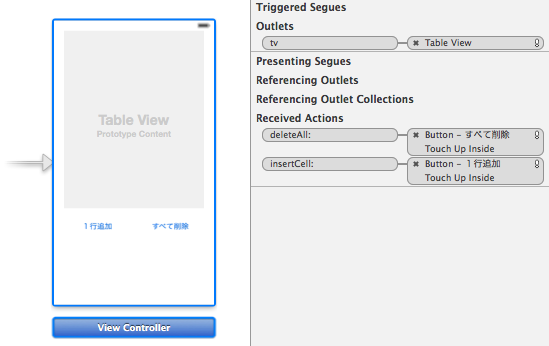 Table View
Prototype Content
1 行追加
すべて削除
View Controller
Triggered Segues
Outlets
tv
Table View
Presenting Segues
Referencing Outlets
Referencing Outlet Collections
Received Actions
deleteAll:
Button – すべて削除
Touch Up Inside
insertCell:
Button – 1 行追加
Touch Up Inside